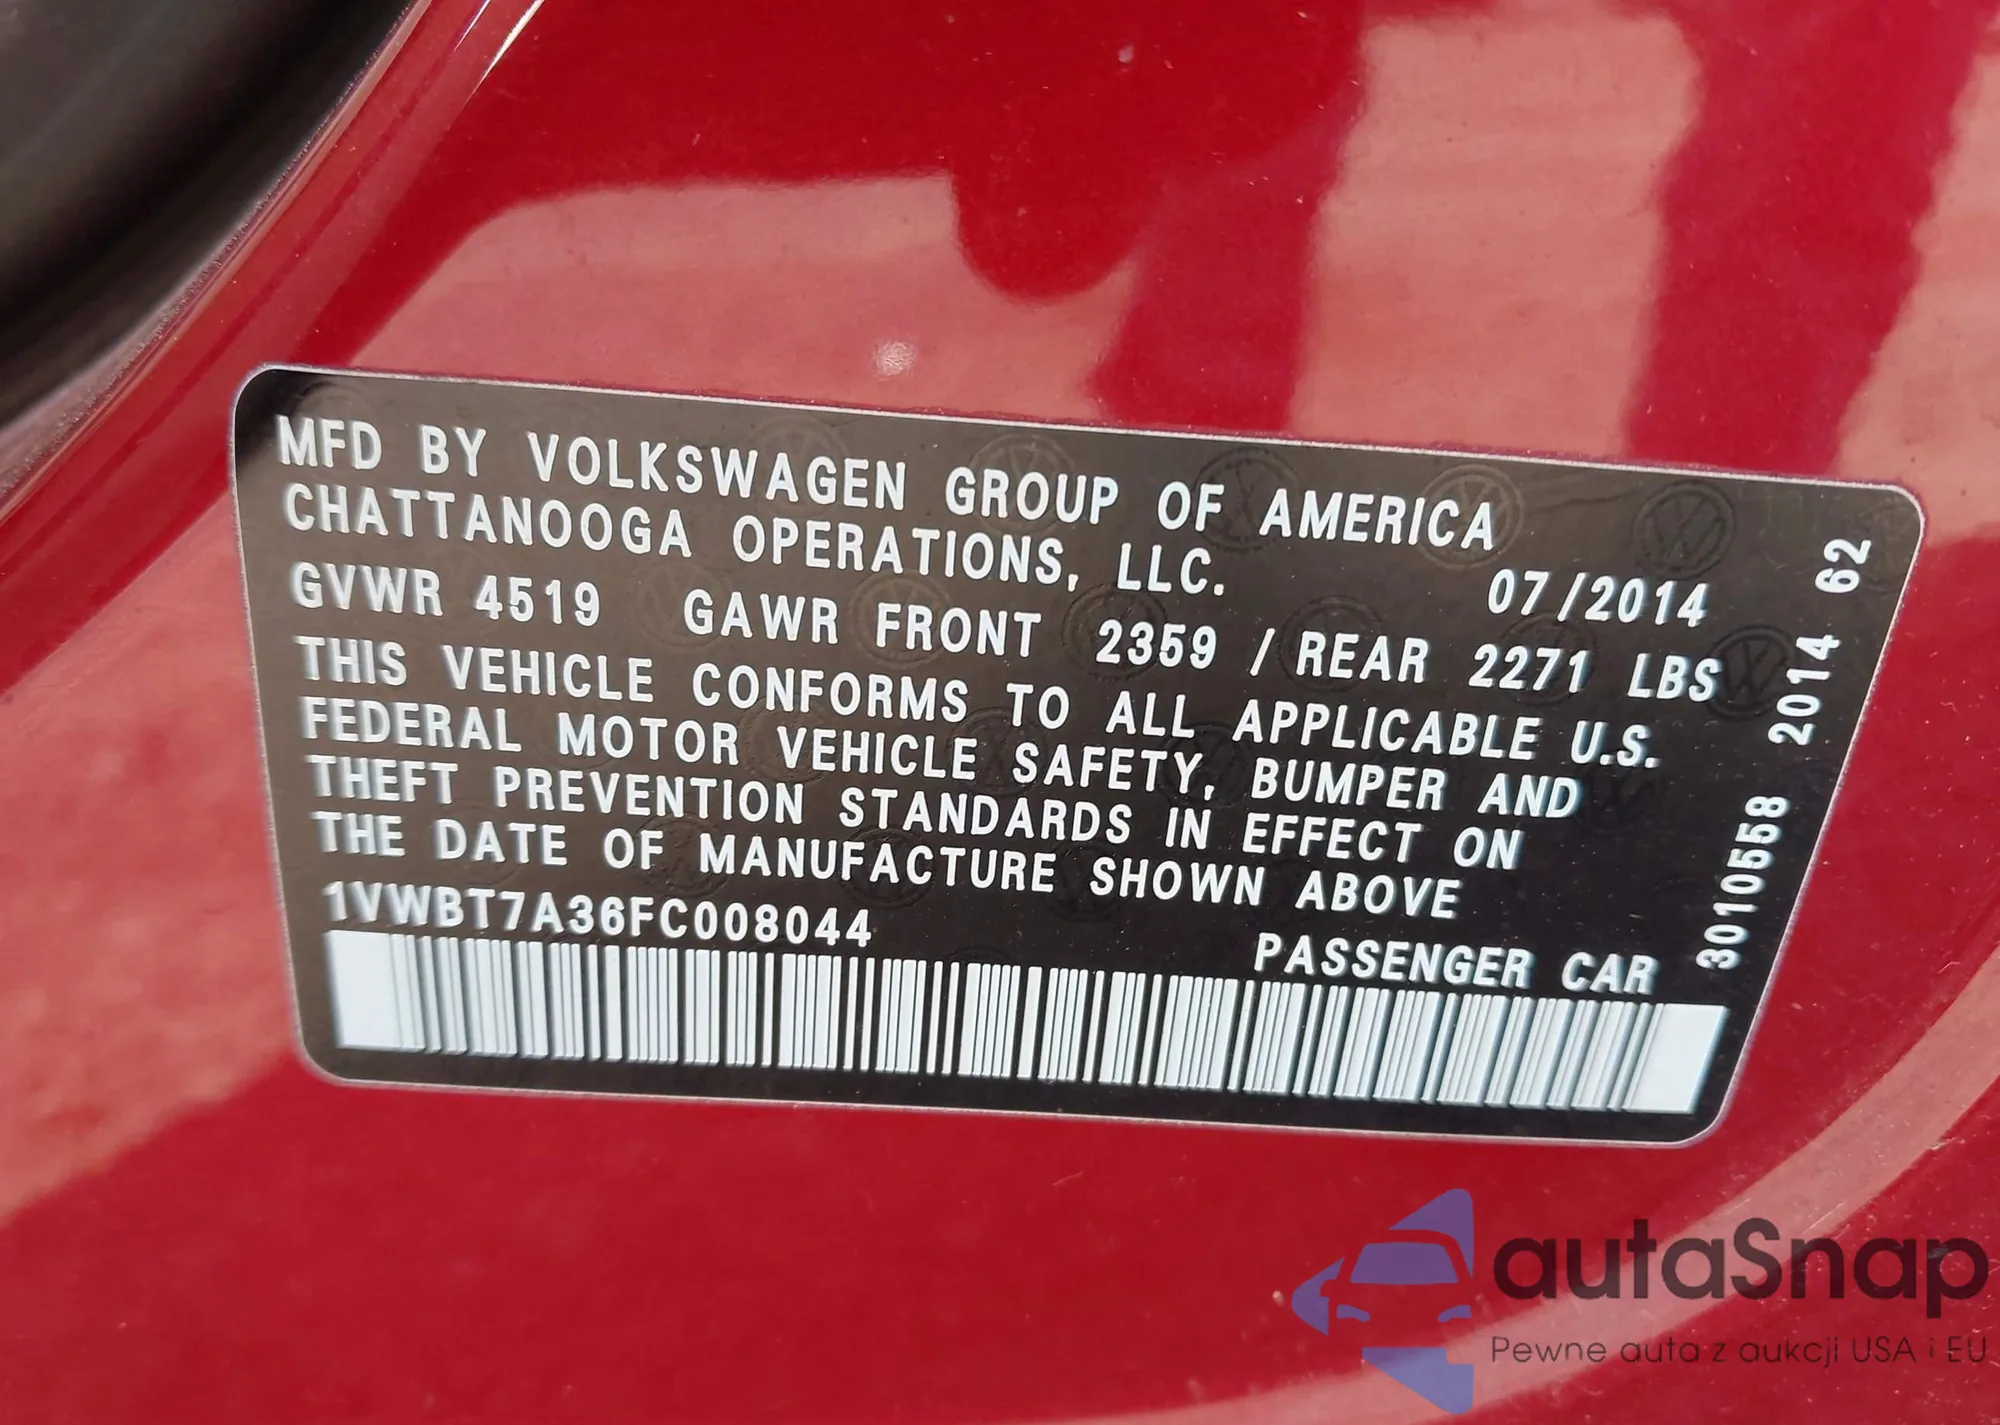 MFD BY VOLKSWAGEN GROUP OF AMERICA
CHATTANOOGA OPERATIONS, LLC. 07/2014
GVWR 4519 GAWR FRONT 2359 / REAR 2271 LBS
THIS VEHICLE CONFORMS TO ALL APPLICABLE U.S.
FEDERAL MOTOR VEHICLE SAFETY, BUMPER AND
THEFT PREVENTION STANDARDS IN EFFECT ON
THE DATE OF MANUFACTURE SHOWN ABOVE
1VWBT7A36FC008044
PASSENGER CAR
3010558 2014 62
autaSnap
Pewne auta z aukcji USA i EU